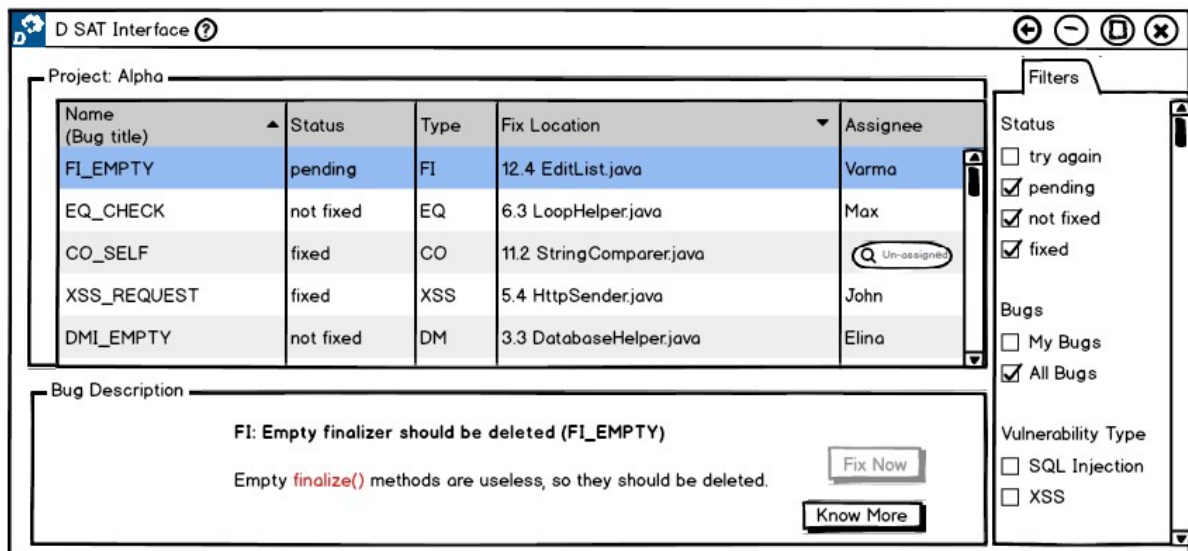 D
D SAT Interface ?
Project: Alpha
Filters
Name
(Bug title)
Status
Type
Fix Location
Assignee
FI_EMPTY pending FI 12.4 EditList.java Varma
EQ_CHECK not fixed EQ 6.3 LoopHelper.java Max
CO_SELF fixed CO 11.2 StringComparer.java Un-assigned
XSS_REQUEST fixed XSS 5.4 HttpSender.java John
DMI_EMPTY not fixed DM 3.3 DatabaseHelper.java Elina
Status
try again
pending
not fixed
fixed
Bugs
My Bugs
All Bugs
Vulnerability Type
SQL Injection
XSS
Bug Description
FI: Empty finalizer should be deleted (FI_EMPTY)
Empty finalize() methods are useless, so they should be deleted.
Fix Now
Know More